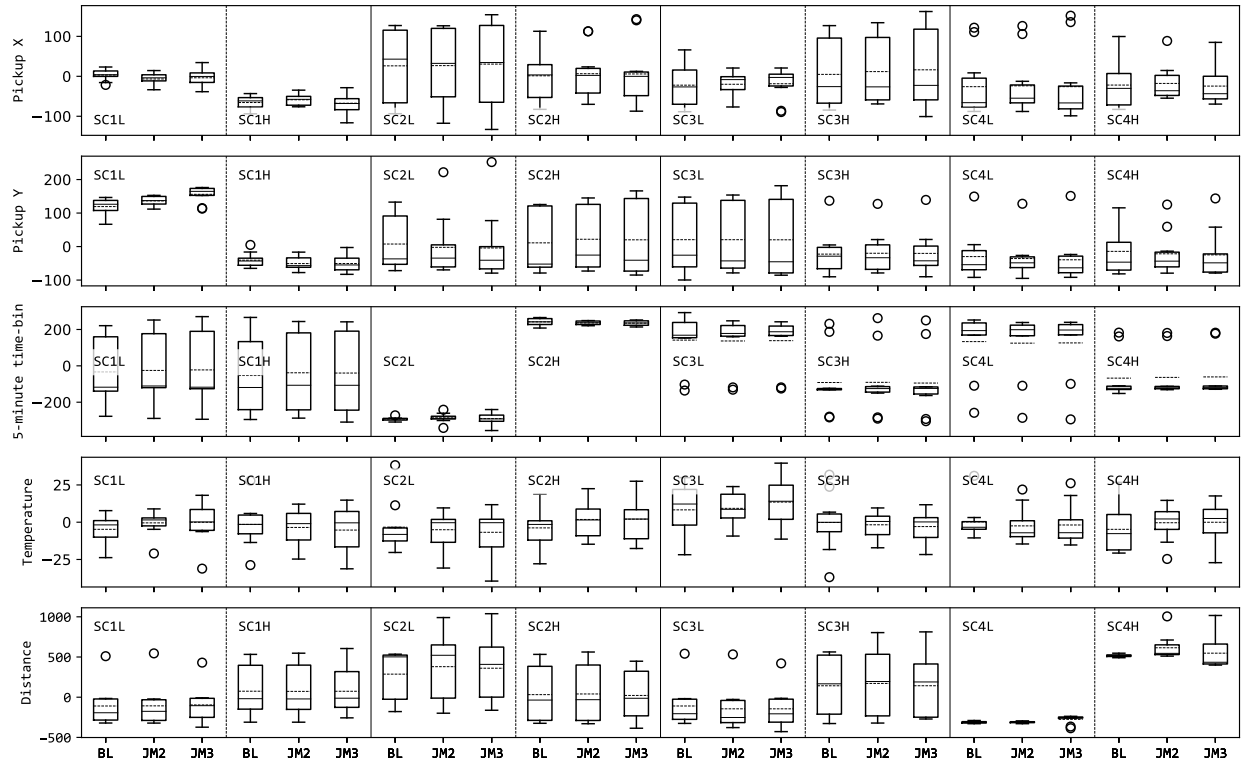 Pickup X
100
0
−100
SC1L SC1H SC2L SC2H SC3L SC3H SC4L SC4H
Pickup Y
200
100
0
−100
SC1L SC1H SC2L SC2H SC3L SC3H SC4L SC4H
5-minute time-bin
200
0
−200
SC1L SC1H SC2L SC2H SC3L SC3H SC4L SC4H
Temperature
25
0
−25
SC1L SC1H SC2L SC2H SC3L SC3H SC4L SC4H
Distance
1000
500
0
−500
SC1L SC1H SC2L SC2H SC3L SC3H SC4L SC4H
BL JM2 JM3 BL JM2 JM3 BL JM2 JM3 BL JM2 JM3 BL JM2 JM3 BL JM2 JM3 BL JM2 JM3 BL JM2 JM3